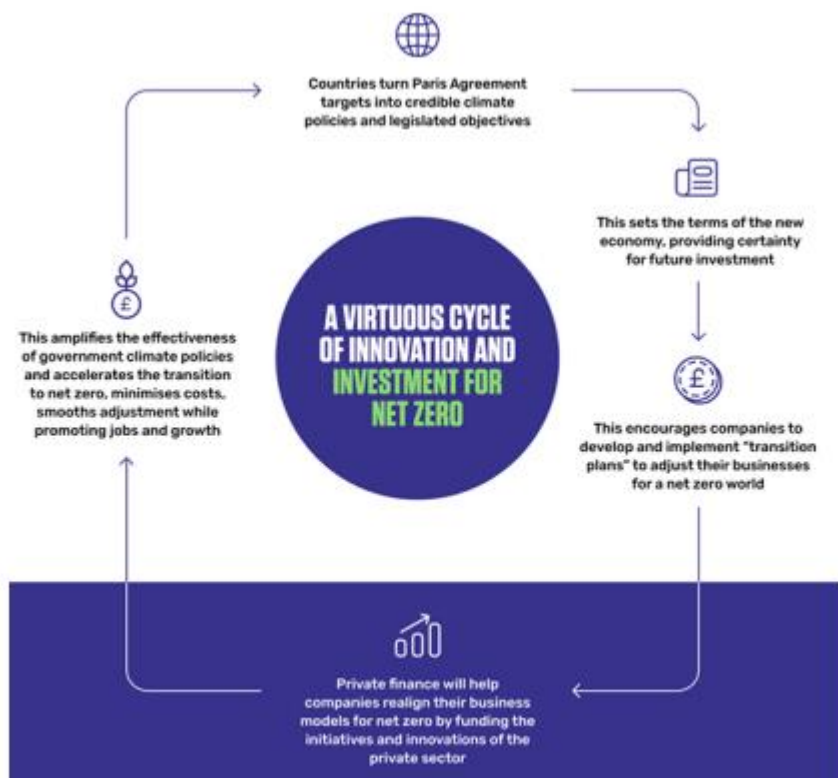 Countries turn Paris Agreement
targets into credible climate
policies and legislated objectives
This sets the terms of the new
economy, providing certainty
for future investment
This encourages companies to
develop and implement "transition
plans" to adjust their businesses
for a net zero world
Private finance will help
companies realign their business
models for net zero by funding the
initiatives and innovations of the
private sector
This amplifies the effectiveness
of government climate policies
and accelerates the transition
to net zero, minimises costs,
smooths adjustment while
promoting jobs and growth
A VIRTUOUS CYCLE
OF INNOVATION AND
INVESTMENT FOR
NET ZERO
£
£